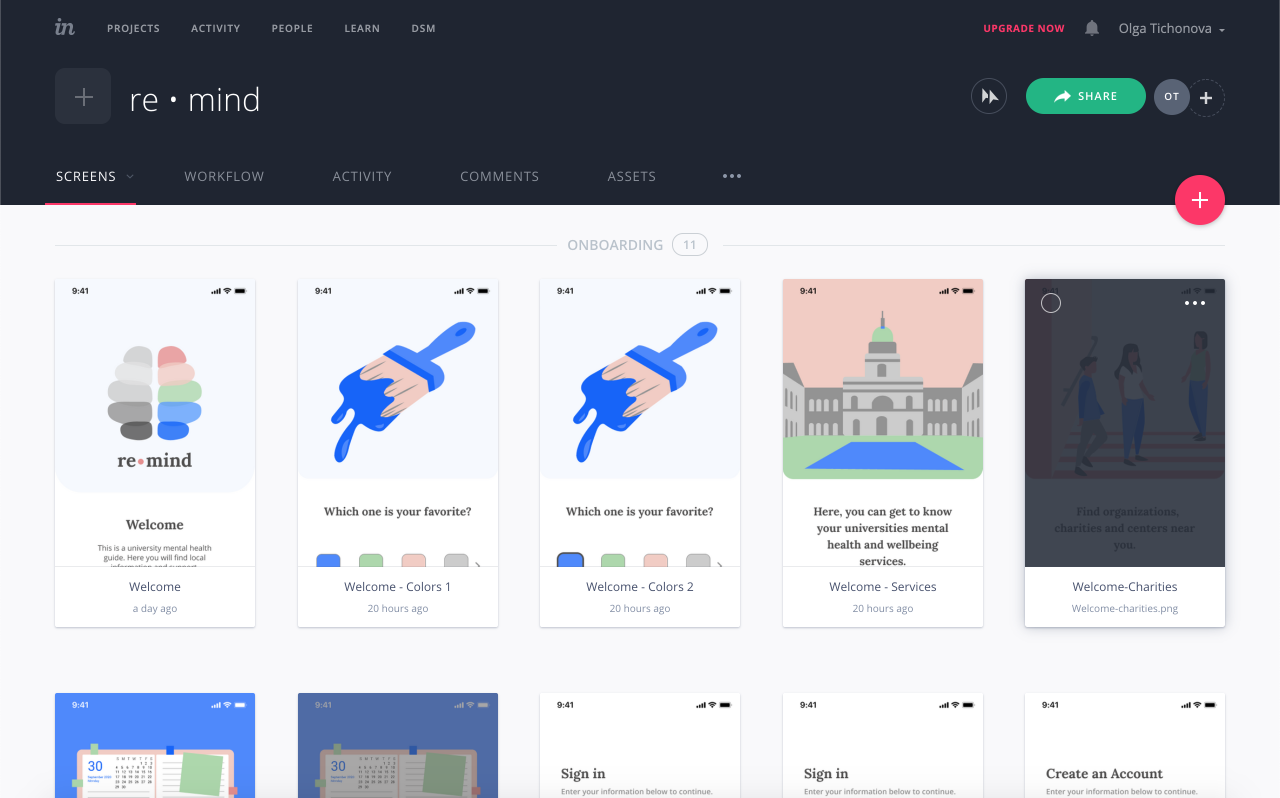 in PROJECTS ACTIVITY PEOPLE LEARN DSM UPGRADE NOW Olga Tichonova
re • mind SHARE OT
SCREENS WORKFLOW ACTIVITY COMMENTS ASSETS
ONBOARDING 11
9:41
re•mind
Welcome
This is a university mental health
guide. Here you will find local
information and support
Welcome
a day ago
9:41
Which one is your favorite?
Welcome - Colors 1
20 hours ago
9:41
Which one is your favorite?
Welcome - Colors 2
20 hours ago
9:41
Here, you can get to know
your universities mental
health and wellbeing
services.
Welcome - Services
20 hours ago
Find organizations,
charities and centers near
you.
Welcome-Charities
Welcome-charities.png
9:41
30
September 2020
Monday
9:41
30
9:41
Sign in
Enter your information below to continue.
9:41
Sign in
Enter your information below to continue.
9:41
Create an Account
Enter your information below to continue.